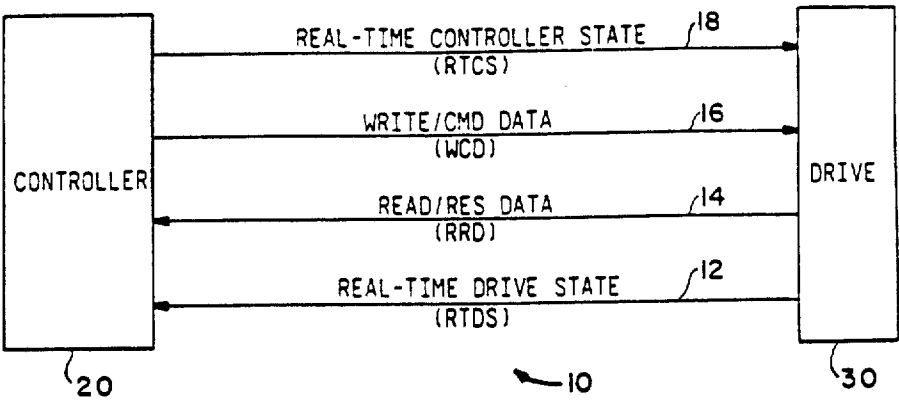 REAL-TIME CONTROLLER STATE 18
(RTCS)
WRITE/CMD DATA 16
(WCD)
CONTROLLER
DRIVE
READ/RES DATA 14
(RRD)
REAL-TIME DRIVE STATE 12
(RTDS)
20
10
30